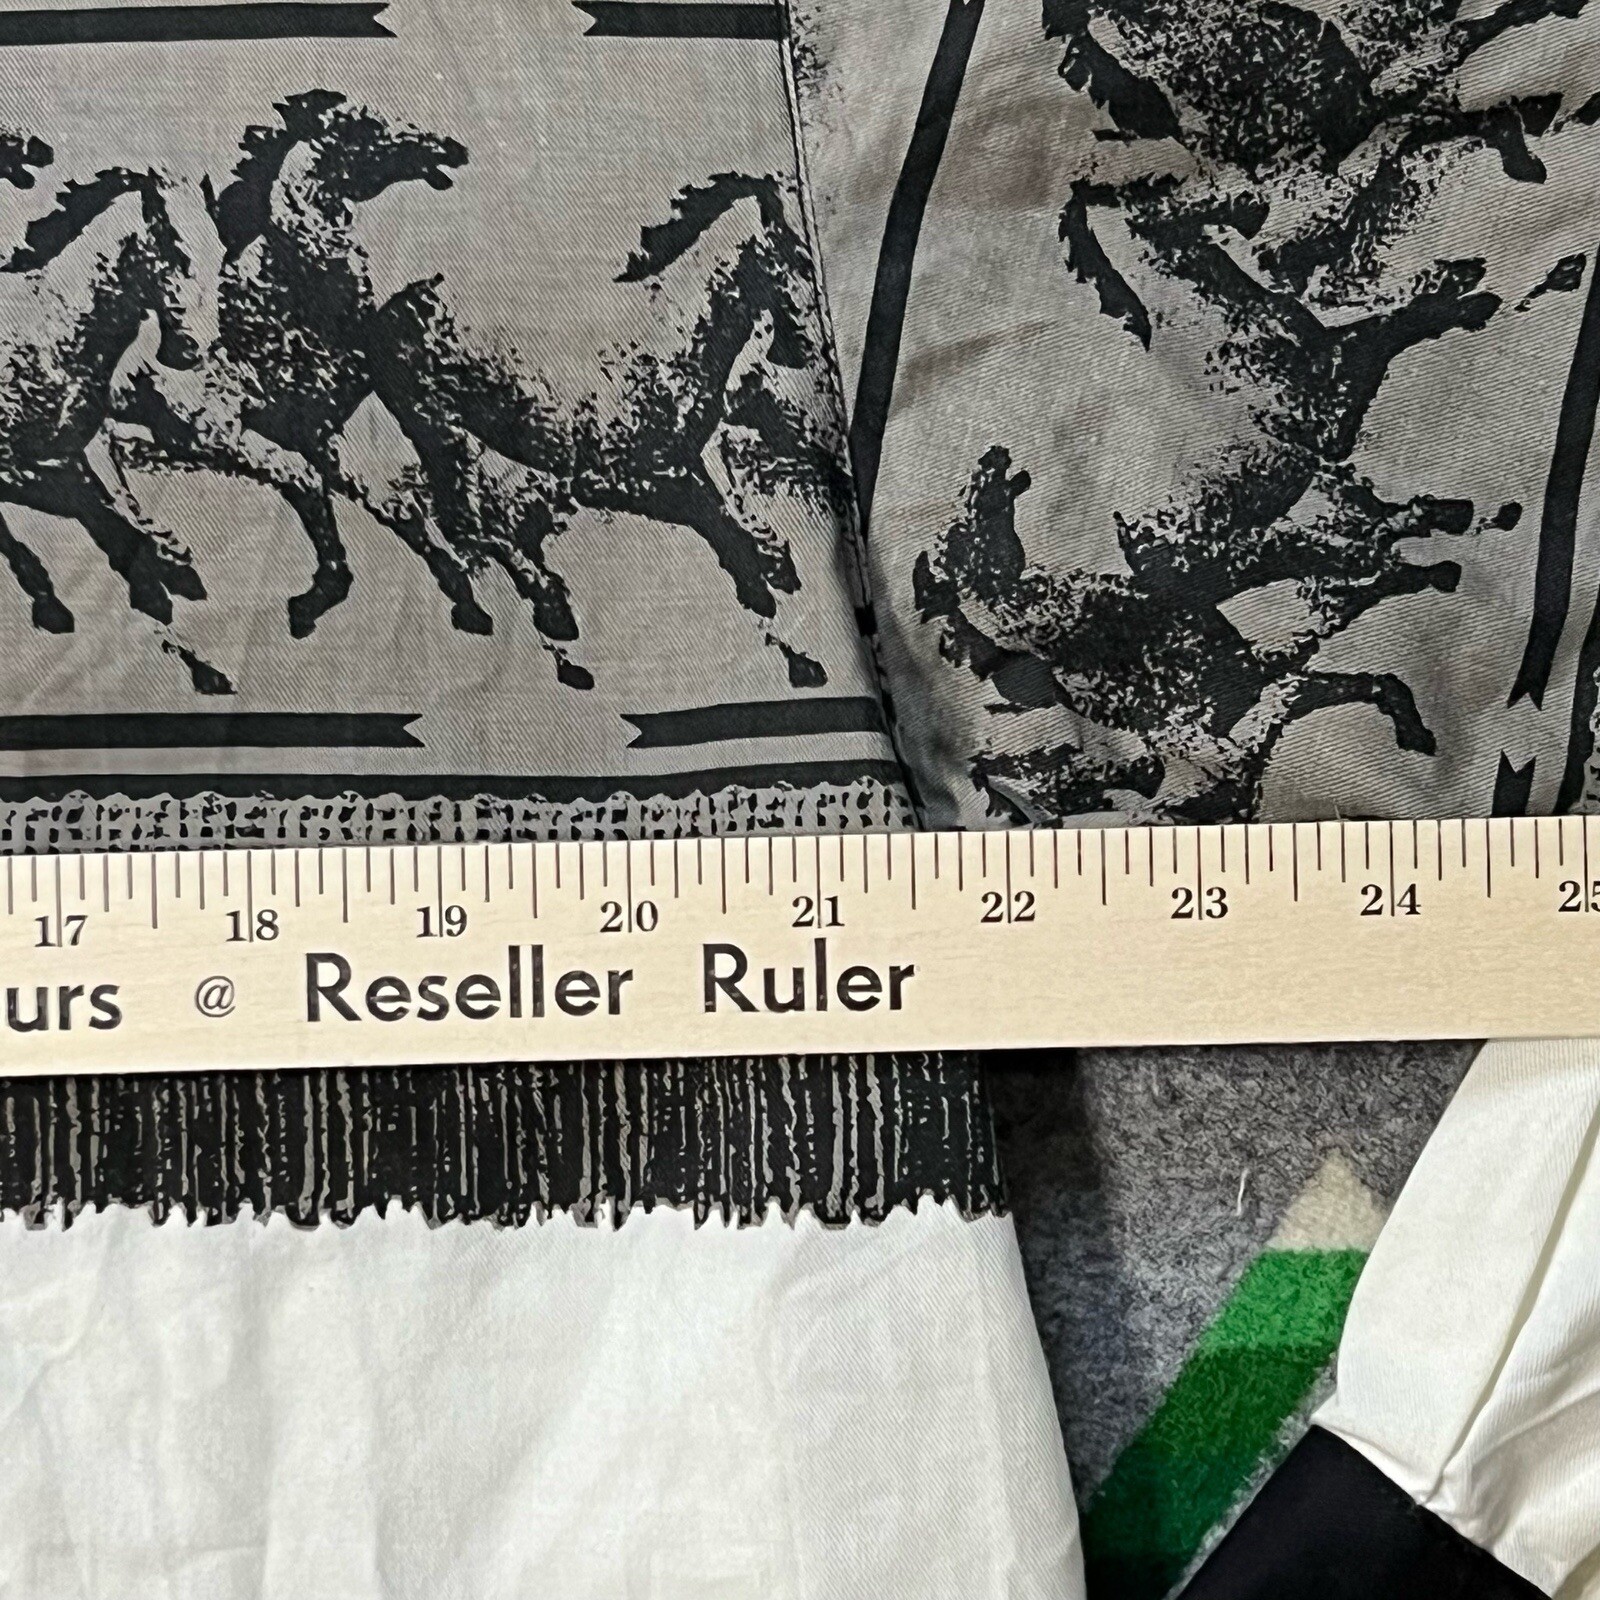 17 18 19 20 21 22 23 24
urs @ Reseller Ruler